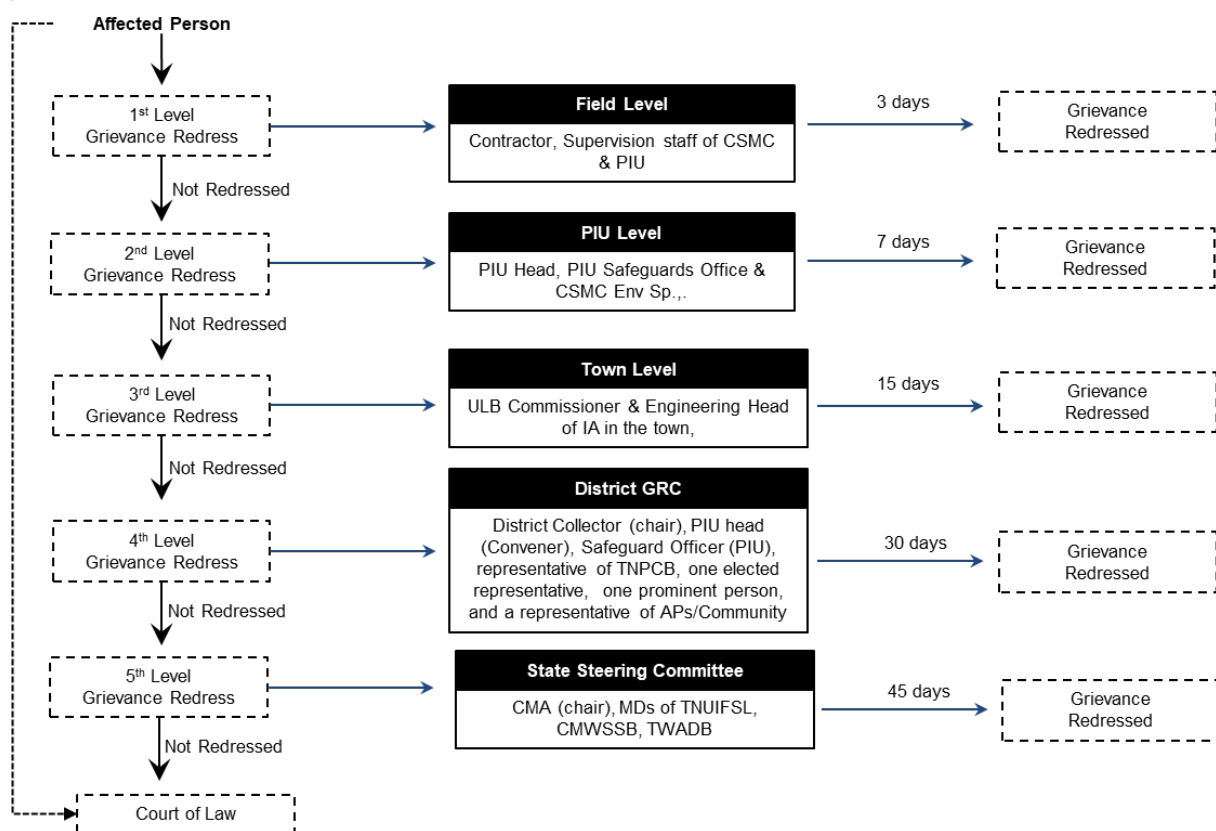 Affected Person
1st Level
Grievance Redress
Field Level
Contractor, Supervision staff of CSMC
& PIU
3 days
Grievance
Redressed
Not Redressed
2nd Level
Grievance Redress
PIU Level
PIU Head, PIU Safeguards Office &
CSMC Env Sp.,.
7 days
Grievance
Redressed
Not Redressed
3rd Level
Grievance Redress
Town Level
ULB Commissioner & Engineering Head
of IA in the town,
15 days
Grievance
Redressed
Not Redressed
4th Level
Grievance Redress
District GRC
District Collector (chair), PIU head
(Convener), Safeguard Officer (PIU),
representative of TNPCB, one elected
representative, one prominent person,
and a representative of APs/Community
30 days
Grievance
Redressed
Not Redressed
5th Level
Grievance Redress
State Steering Committee
CMA (chair), MDs of TNUIFSL,
CMWSSB, TWADB
45 days
Grievance
Redressed
Not Redressed
Court of Law